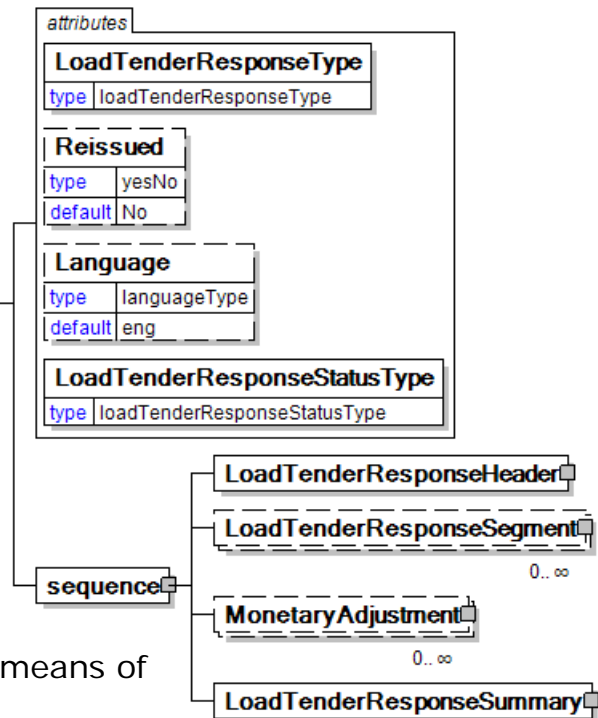 attributes
LoadTenderResponseType
type loadTenderResponseType
Reissued
type yesNo
default No
Language
type languageType
default eng
LoadTenderResponseStatusType
type loadTenderResponseStatusType
LoadTenderResponseHeader
LoadTenderResponseSegment
0.. ∞
sequence
MonetaryAdjustment
0.. ∞
means of
LoadTenderResponseSummary